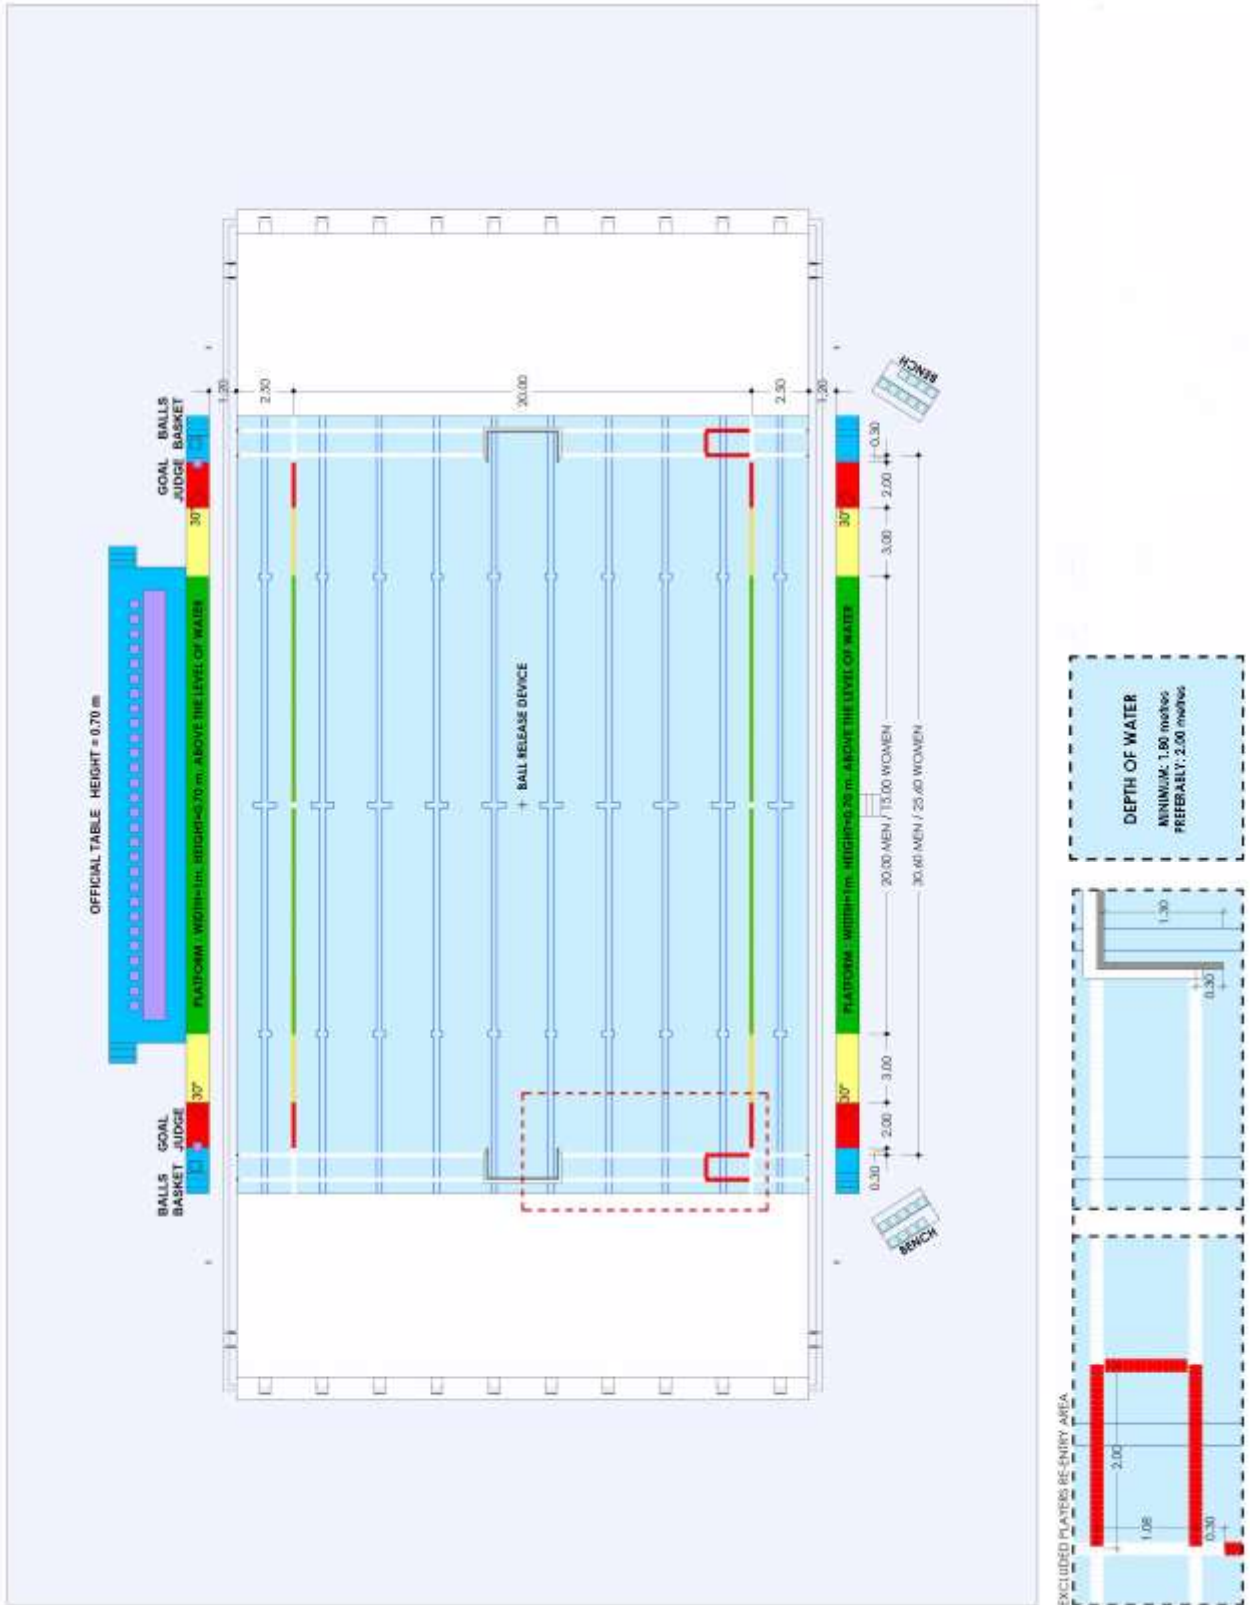 OFFICIAL TABLE HEIGHT = 0.70 m
BALLS
BASKET
GOAL
JUDGE
GOAL
JUDGE
BALLS
BASKET
30°
PLATFORM : WIDTH=1m. HEIGHT=0.70 m. ABOVE THE LEVEL OF WATER
30°
1.20
2.50
20.00
2.50
1.20
BALL RELEASE DEVICE
30°
PLATFORM : WIDTH=1m. HEIGHT=0.70 m. ABOVE THE LEVEL OF WATER
30°
0.30
2.00
3.00
20.00 MEN / 15.00 WOMEN
3.00
2.00
0.30
30.60 MEN / 25.60 WOMEN
BENCH
BENCH
EXCLUDED PLAYERS RE-ENTRY AREA
2.00
1.08
0.30
1.30
0.30
DEPTH OF WATER
MINIMUM: 1.80 metres
PREFERABLY: 2.00 metres